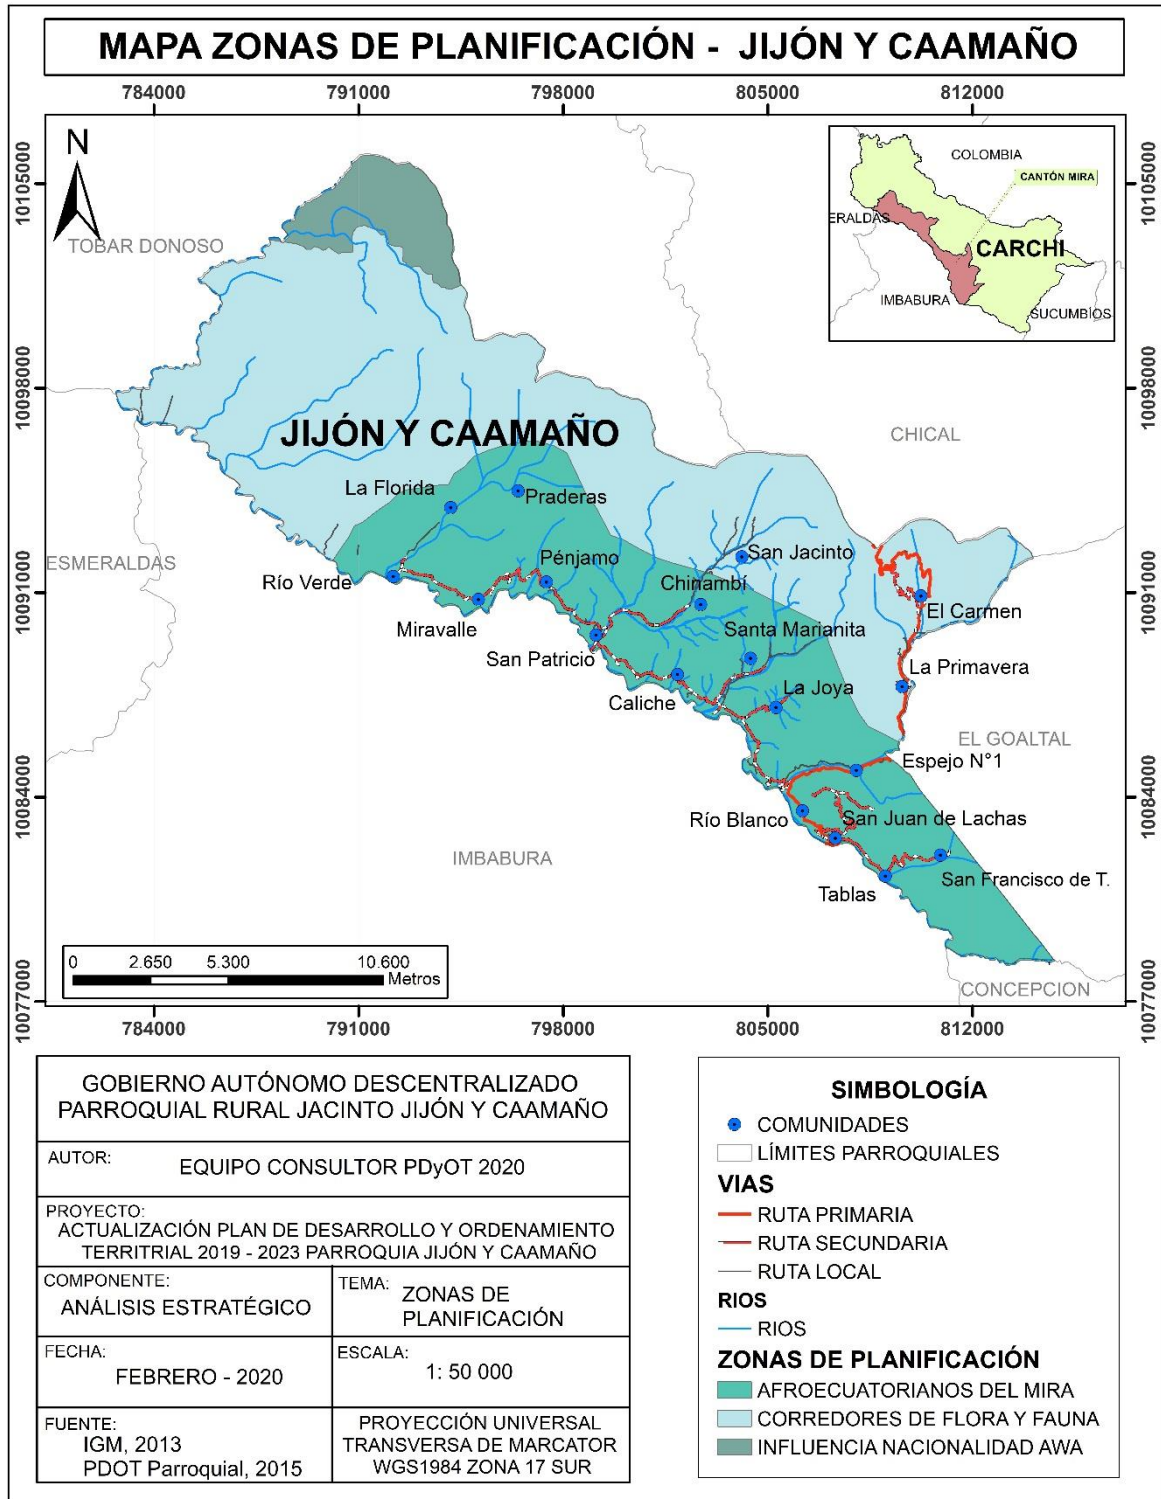 MAPA ZONAS DE PLANIFICACIÓN - JIJÓN Y CAAMAÑO
784000 791000 798000 805000 812000
10105000 10105000
10098000 10098000
10091000 10091000
10084000 10084000
10077000 10077000
N
COLOMBIA
CANTÓN MIRA
ERALDAS
CARCHI
IMBABURA
SUCUMBÍOS
TOBAR DONOSO
CHICAL
JIJÓN Y CAAMAÑO
La Florida
Praderas
ESMERALDAS
Río Verde
Pénjamo
San Jacinto
Chinambí
El Carmen
Miravalle
Santa Marianita
San Patricio
La Primavera
Caliche
La Joya
EL GOALTAL
Espejo N°1
Río Blanco
San Juan de Lachas
IMBABURA
San Francisco de T.
Tablas
CONCEPCION
0 2.650 5.300 10.600
Metros
784000 791000 798000 805000 812000
GOBIERNO AUTÓNOMO DESCENTRALIZADO
PARROQUIAL RURAL JACINTO JIJÓN Y CAAMAÑO
AUTOR: EQUIPO CONSULTOR PDyOT 2020
PROYECTO:
ACTUALIZACIÓN PLAN DE DESARROLLO Y ORDENAMIENTO
TERRITRIAL 2019 - 2023 PARROQUIA JIJÓN Y CAAMAÑO
COMPONENTE:
ANÁLISIS ESTRATÉGICO
TEMA: ZONAS DE
PLANIFICACIÓN
FECHA:
FEBRERO - 2020
ESCALA:
1: 50 000
FUENTE:
IGM, 2013
PDOT Parroquial, 2015
PROYECCIÓN UNIVERSAL
TRANSVERSA DE MARCATOR
WGS1984 ZONA 17 SUR
SIMBOLOGÍA
COMUNIDADES
LÍMITES PARROQUIALES
VIAS
RUTA PRIMARIA
RUTA SECUNDARIA
RUTA LOCAL
RIOS
RIOS
ZONAS DE PLANIFICACIÓN
AFROECUATORIANOS DEL MIRA
CORREDORES DE FLORA Y FAUNA
INFLUENCIA NACIONALIDAD AWA